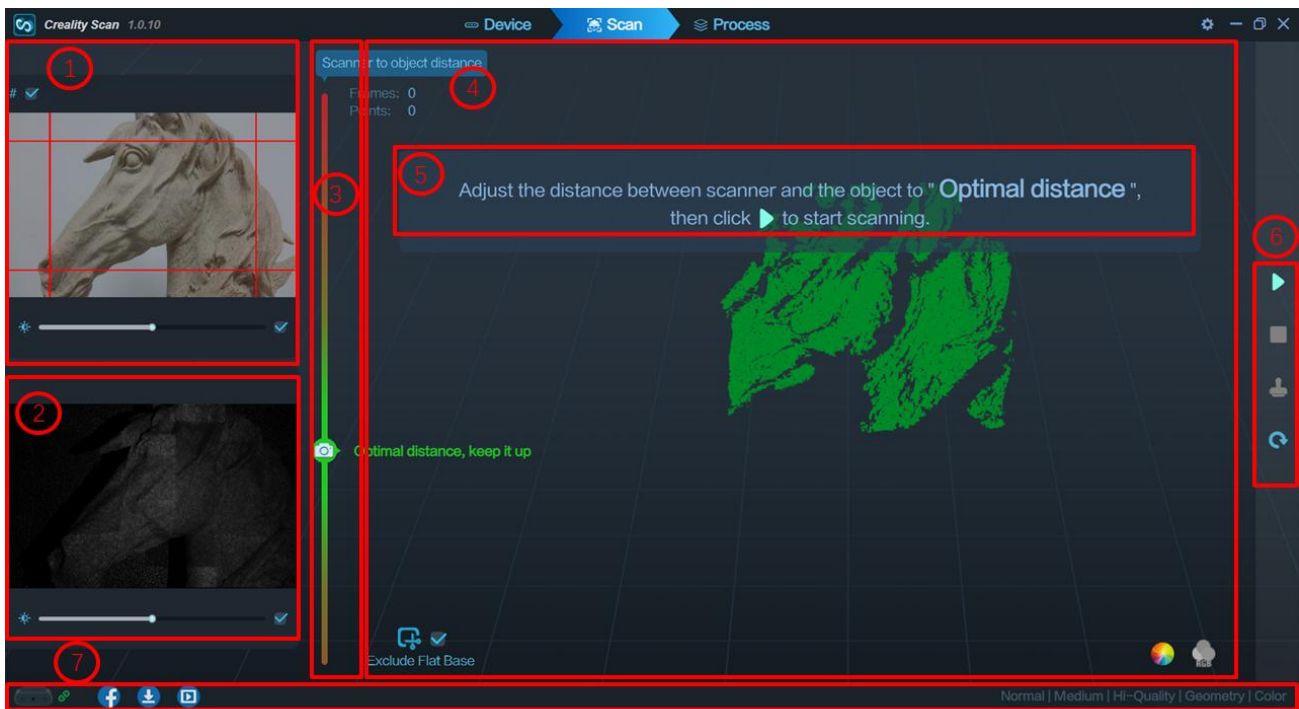 Creality Scan 1.0.10
Device
Scan
Process
1
#
Scanner to object distance
4
Frames: 0
Points: 0
5
Adjust the distance between scanner and the object to " Optimal distance ",
then click to start scanning.
3
6
2
Optimal distance, keep it up
Exclude Flat Base
RGB
7
Normal | Medium | Hi-Quality | Geometry | Color